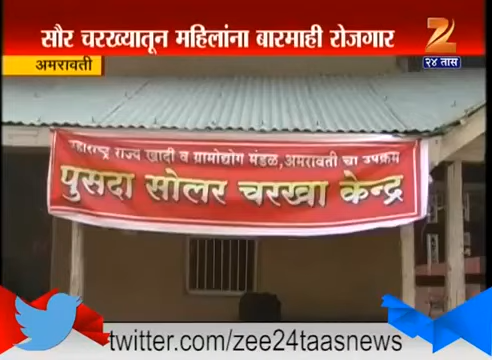 सौर चरख्यातून महिलांना बारमाही रोजगार
अमरावती
२४ तास
महाराष्ट्र राज्य खादी व ग्रामोद्योग मंडळ,अमरावती चा उपक्रम
पुसदा सोलर चरखा केन्द्र
twitter.com/zee24taasnews